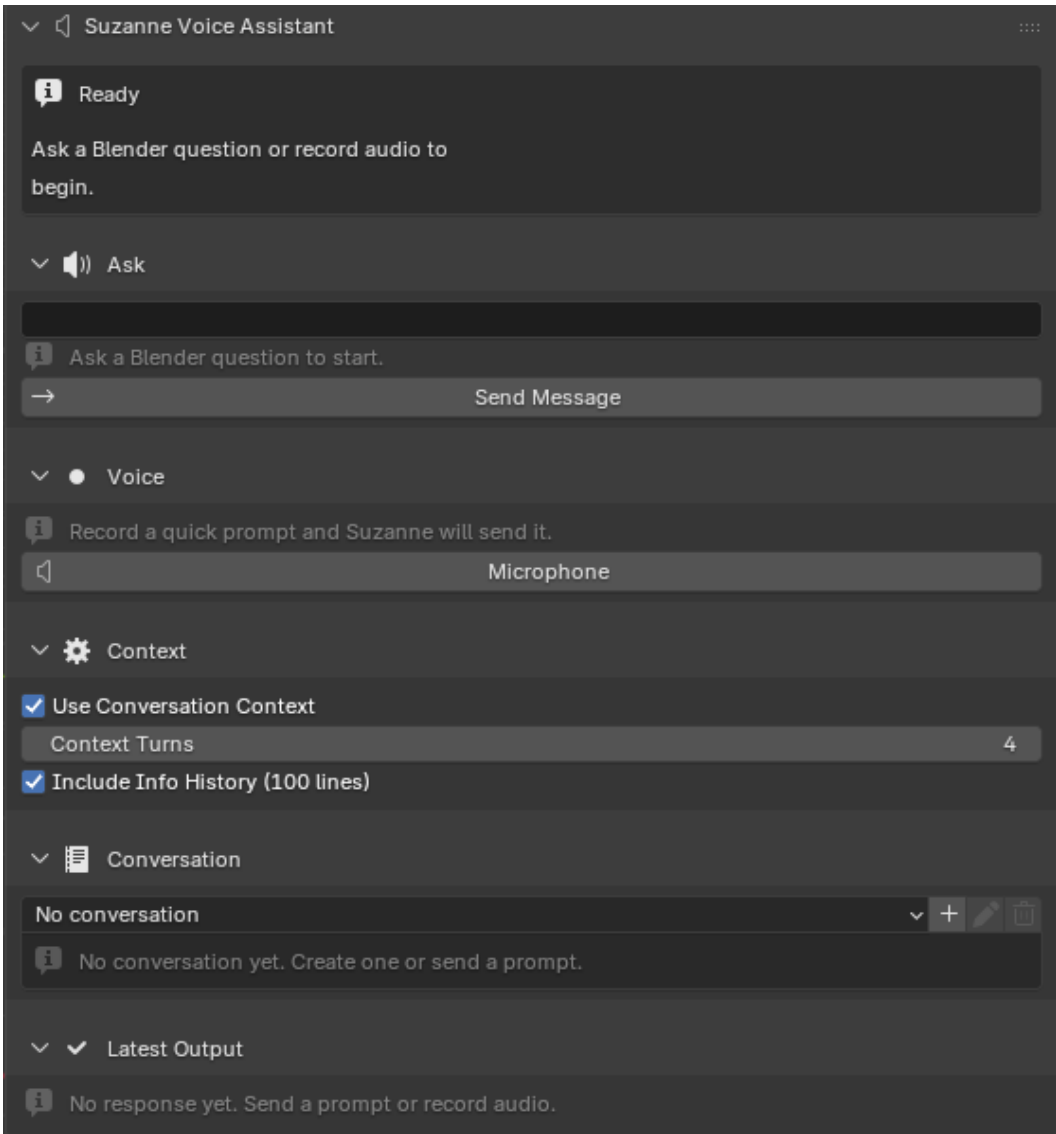 Suzanne Voice Assistant
Ready
Ask a Blender question or record audio to
begin.
Ask
Ask a Blender question to start.
Send Message
Voice
Record a quick prompt and Suzanne will send it.
Microphone
Context
Use Conversation Context
Context Turns 4
Include Info History (100 lines)
Conversation
No conversation
No conversation yet. Create one or send a prompt.
Latest Output
No response yet. Send a prompt or record audio.